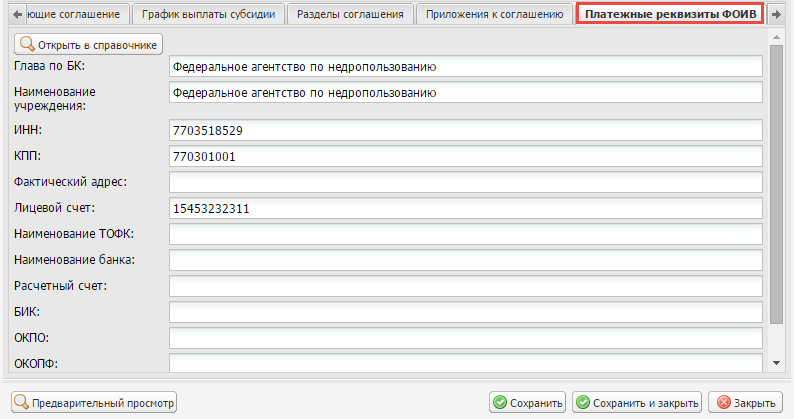 ющие соглашение График выплаты субсидии Разделы соглашения Приложения к соглашению Платежные реквизиты ФОИВ
Открыть в справочнике
Глава по БК: Федеральное агентство по недропользованию
Наименование учреждения: Федеральное агентство по недропользованию
ИНН: 7703518529
КПП: 770301001
Фактический адрес:
Лицевой счет: 15453232311
Наименование ТОФК:
Наименование банка:
Расчетный счет:
БИК:
ОКПО:
ОКОПФ:
Предварительный просмотр Сохранить Сохранить и закрыть Закрыть